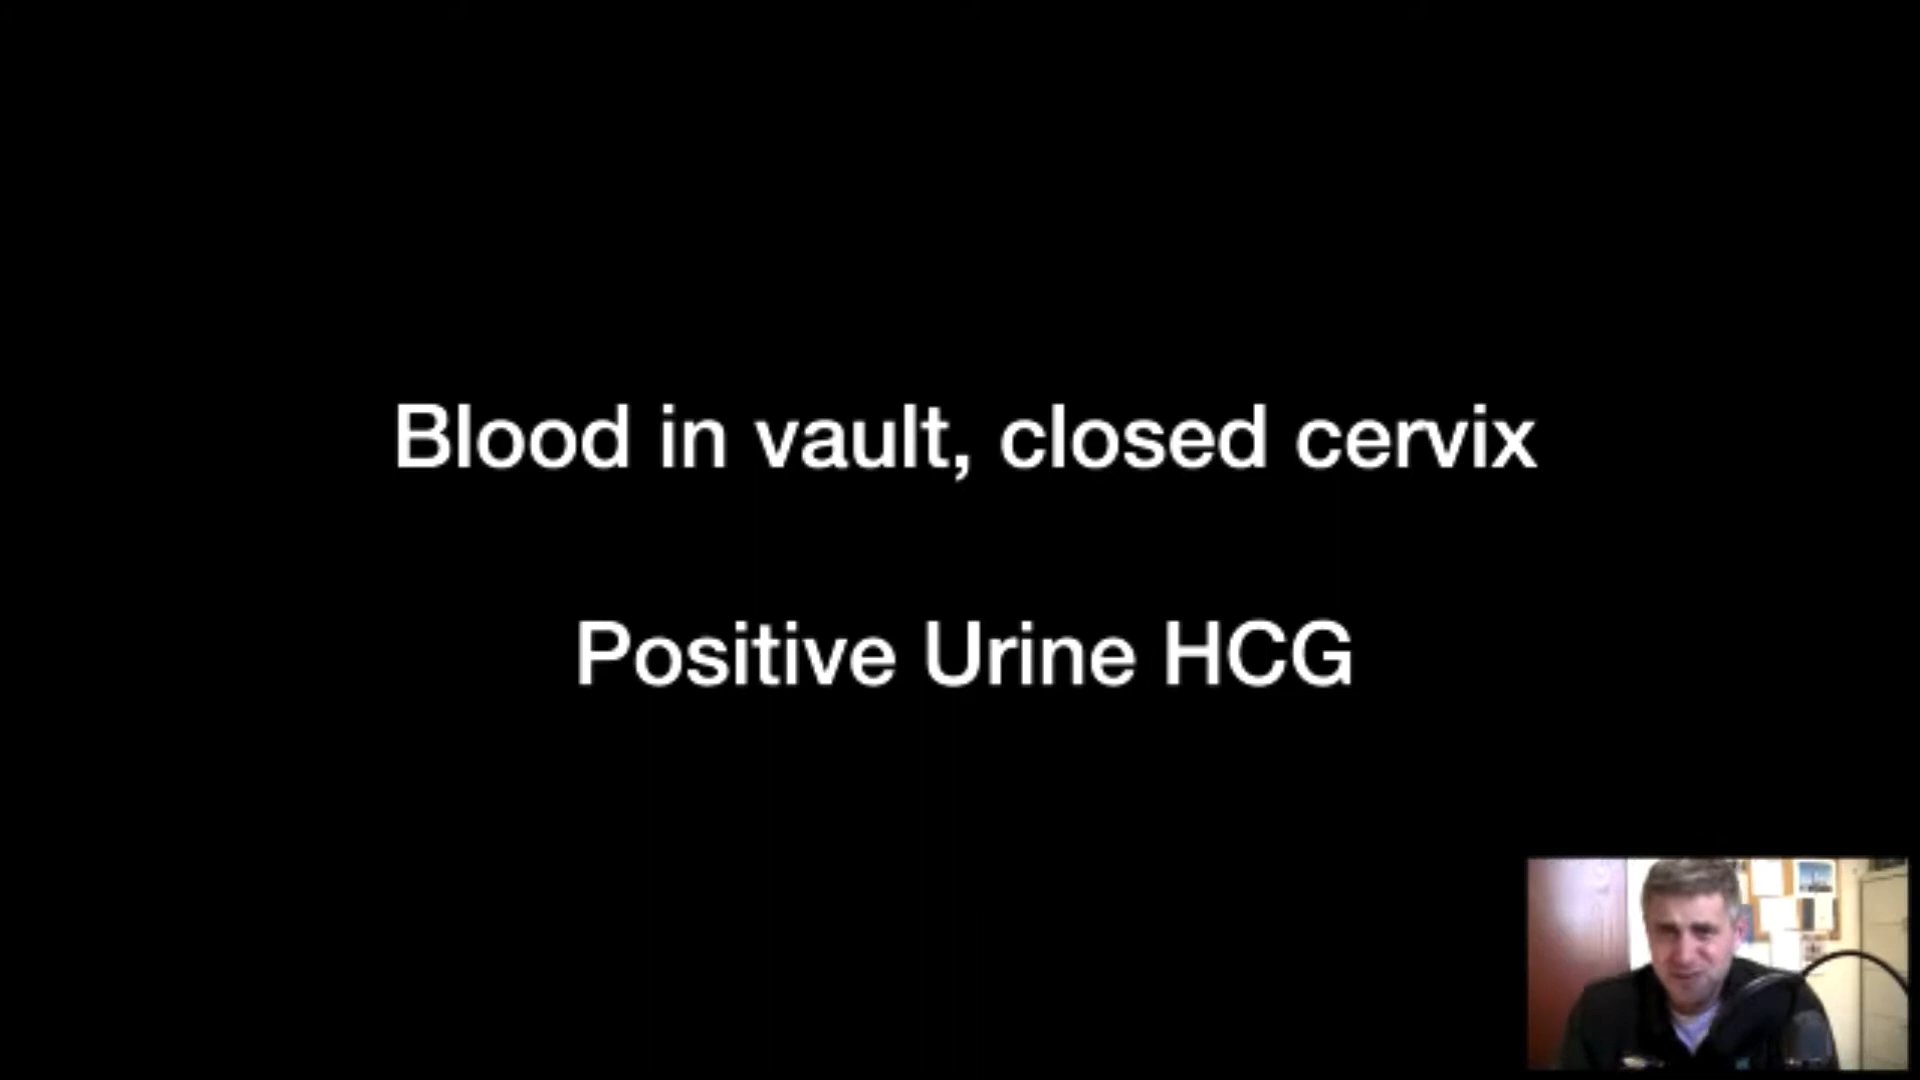 Blood in vault, closed cervix
Positive Urine HCG